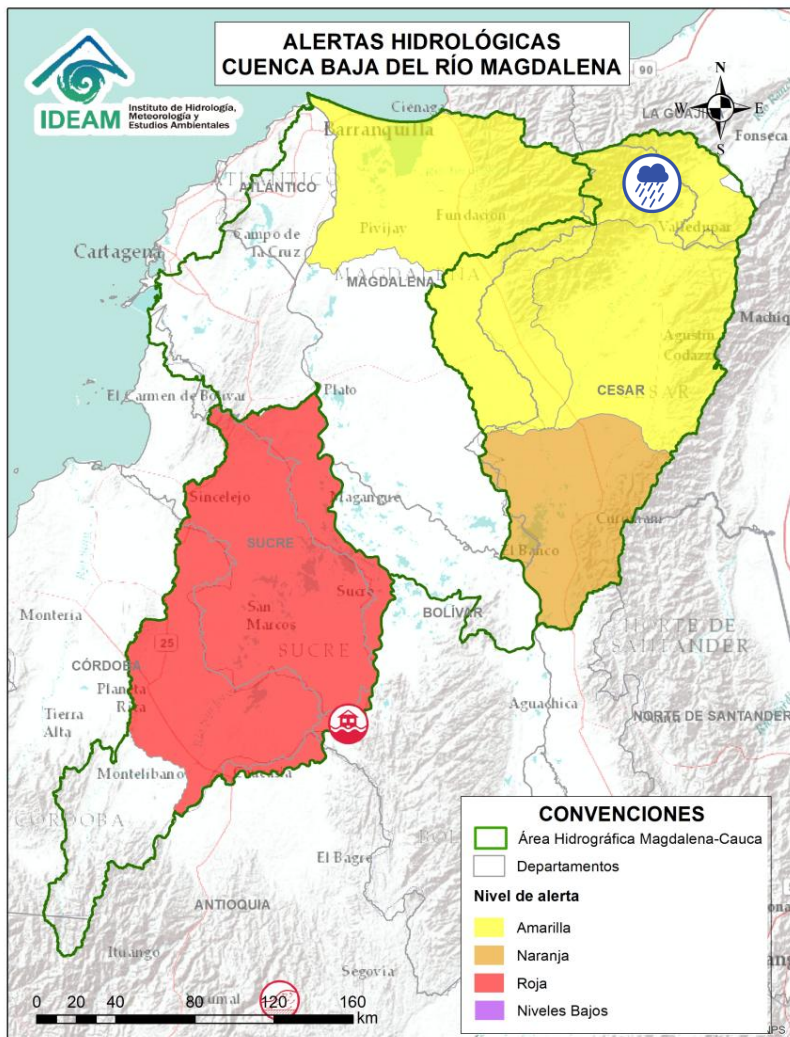 ALERTAS HIDROLÓGICAS
CUENCA BAJA DEL RÍO MAGDALENA
IDEAM
Instituto de Hidrología,
Meteorología y
Estudios Ambientales
N
W
E
S
90
Ciénaga
LA GUAJIRA
Fonseca
Barranquilla
ATLÁNTICO
Cartagena
Campo de
la Cruz
Pivijay
Fundación
Valledupar
MAGDALENA
MAGDALENA
Agustín
Codazzi
CESAR
El Carmen de Bolívar
Plato
Sincelejo
Magangué
SUCRE
El Banco
San
Marcos
Sucre
SUCRE
BOLÍVAR
Montería
25
CÓRDOBA
Planeta
Rica
Tierra
Alta
NORTE DE
SANTANDER
NORTE DE SANTANDER
Aguachica
Montelibano
CÓRDOBA
El Bagre
ANTIOQUIA
Ituango
Segovia
0 20 40 80 120 160
km
CONVENCIONES
Área Hidrográfica Magdalena-Cauca
Departamentos
Nivel de alerta
Amarilla
Naranja
Roja
Niveles Bajos